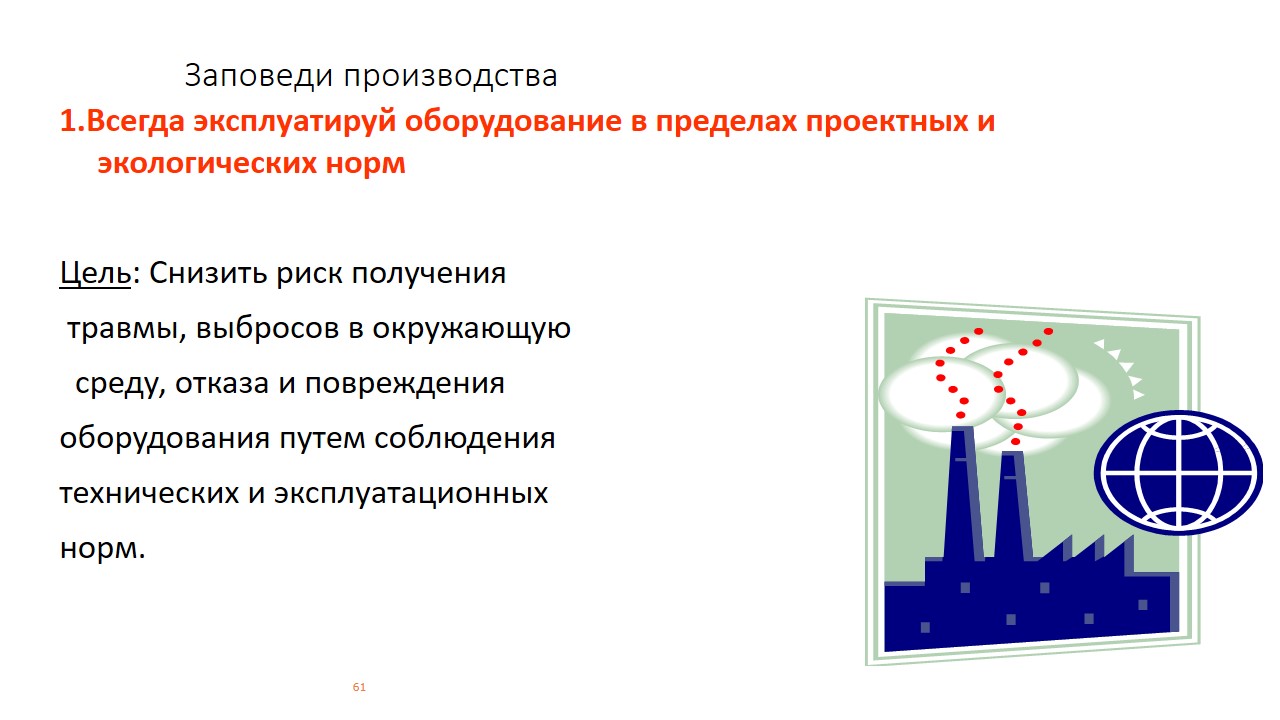 Заповеди производства
1.Всегда эксплуатируй оборудование в пределах проектных и
экологических норм
Цель: Снизить риск получения
травмы, выбросов в окружающую
среду, отказа и повреждения
оборудования путем соблюдения
технических и эксплуатационных
норм.
61